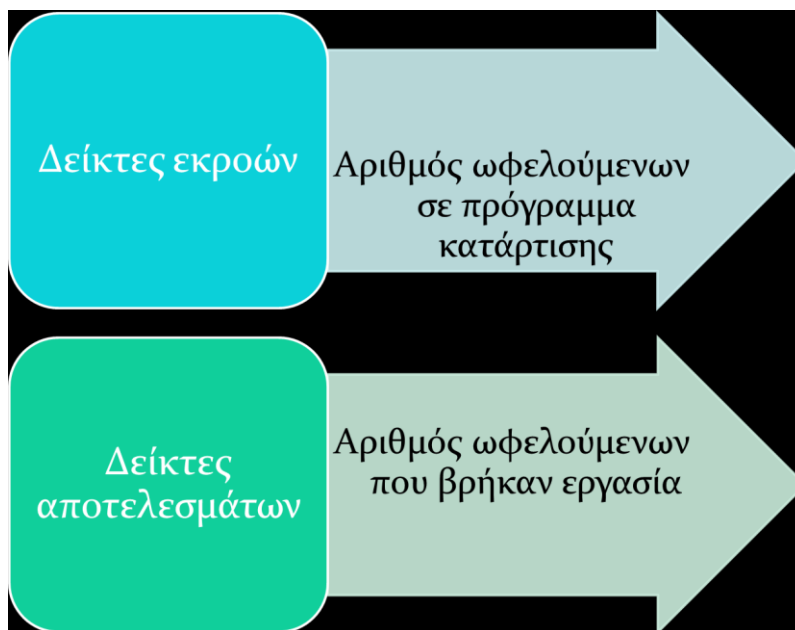 Δείκτες εκροών
Αριθμός ωφελούμενων
σε πρόγραμμα
κατάρτισης
Δείκτες
αποτελεσμάτων
Αριθμός ωφελούμενων
που βρήκαν εργασία